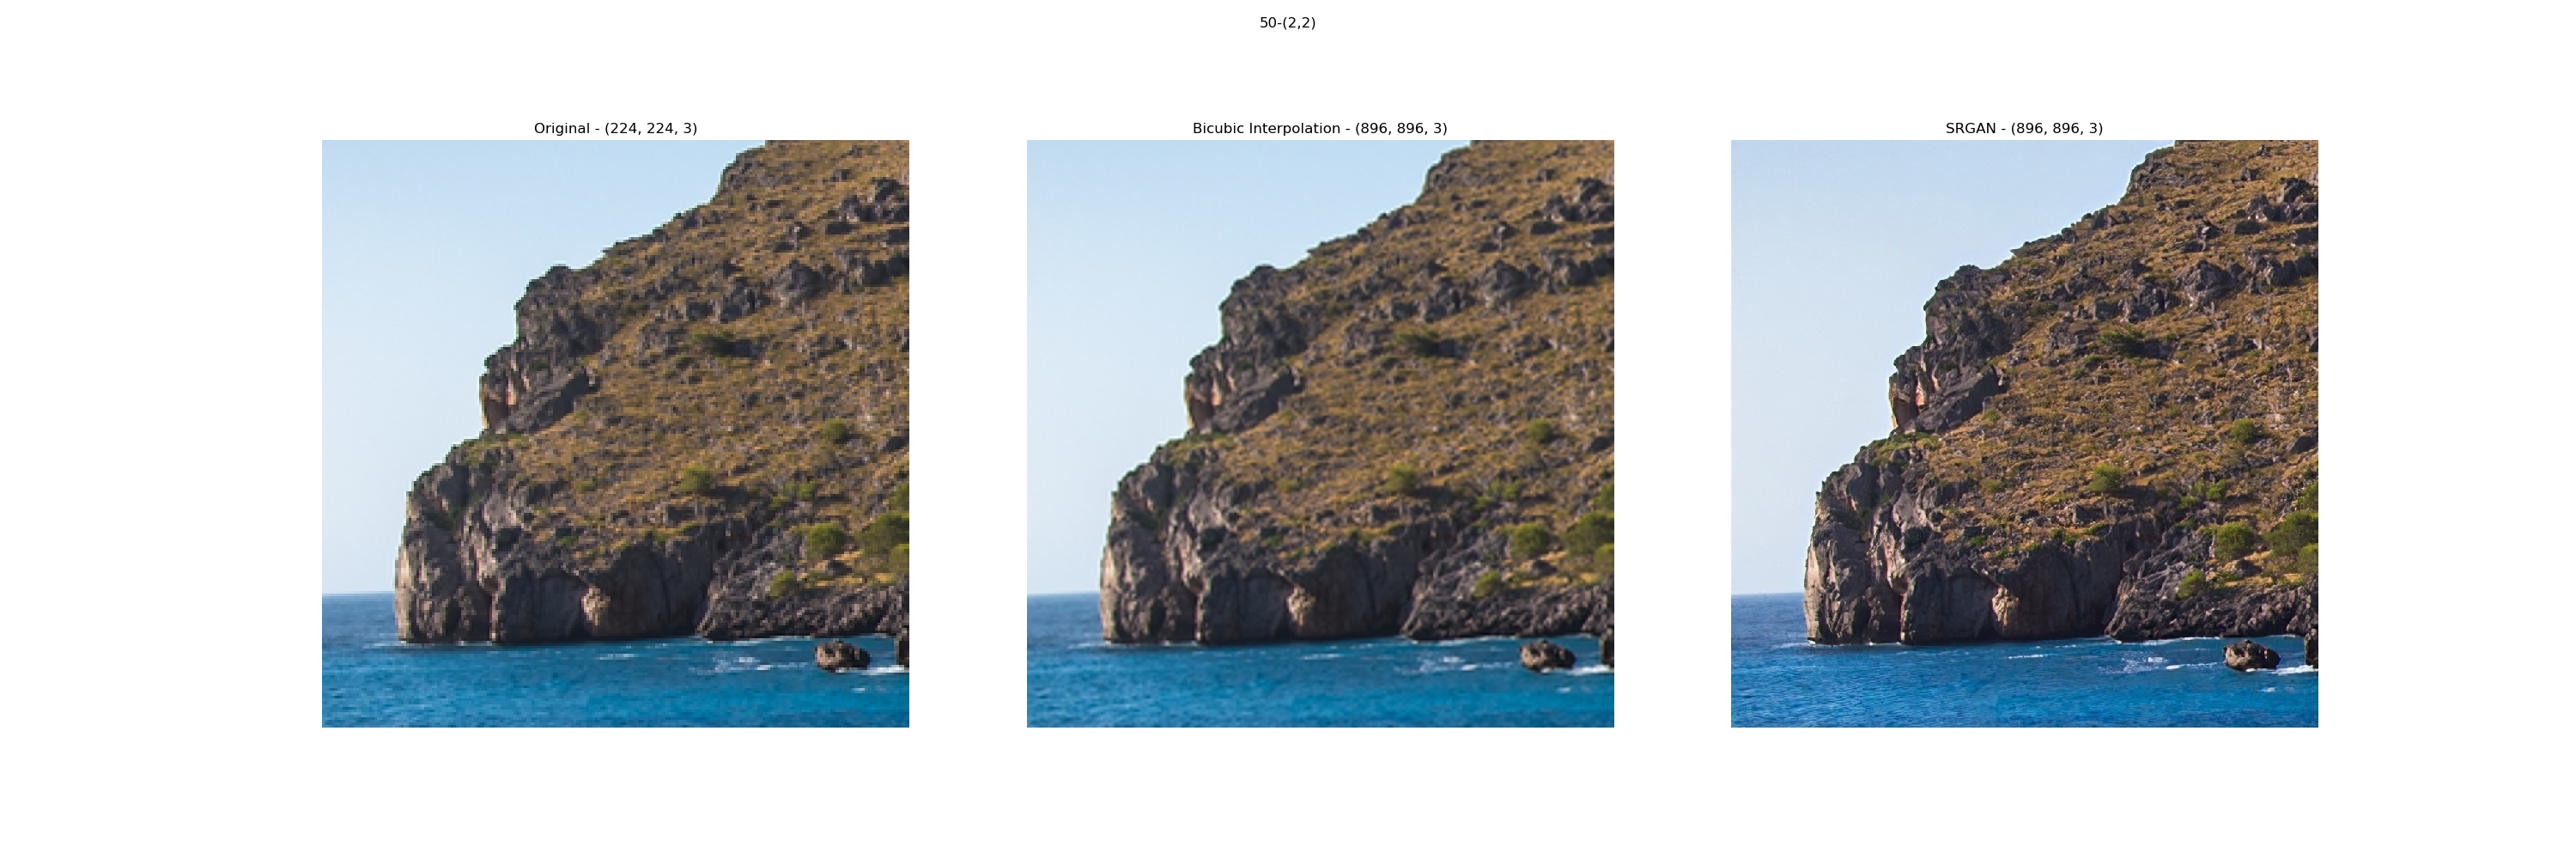 50-(2,2)
Original - (224, 224, 3)
Bicubic Interpolation - (896, 896, 3)
SRGAN - (896, 896, 3)